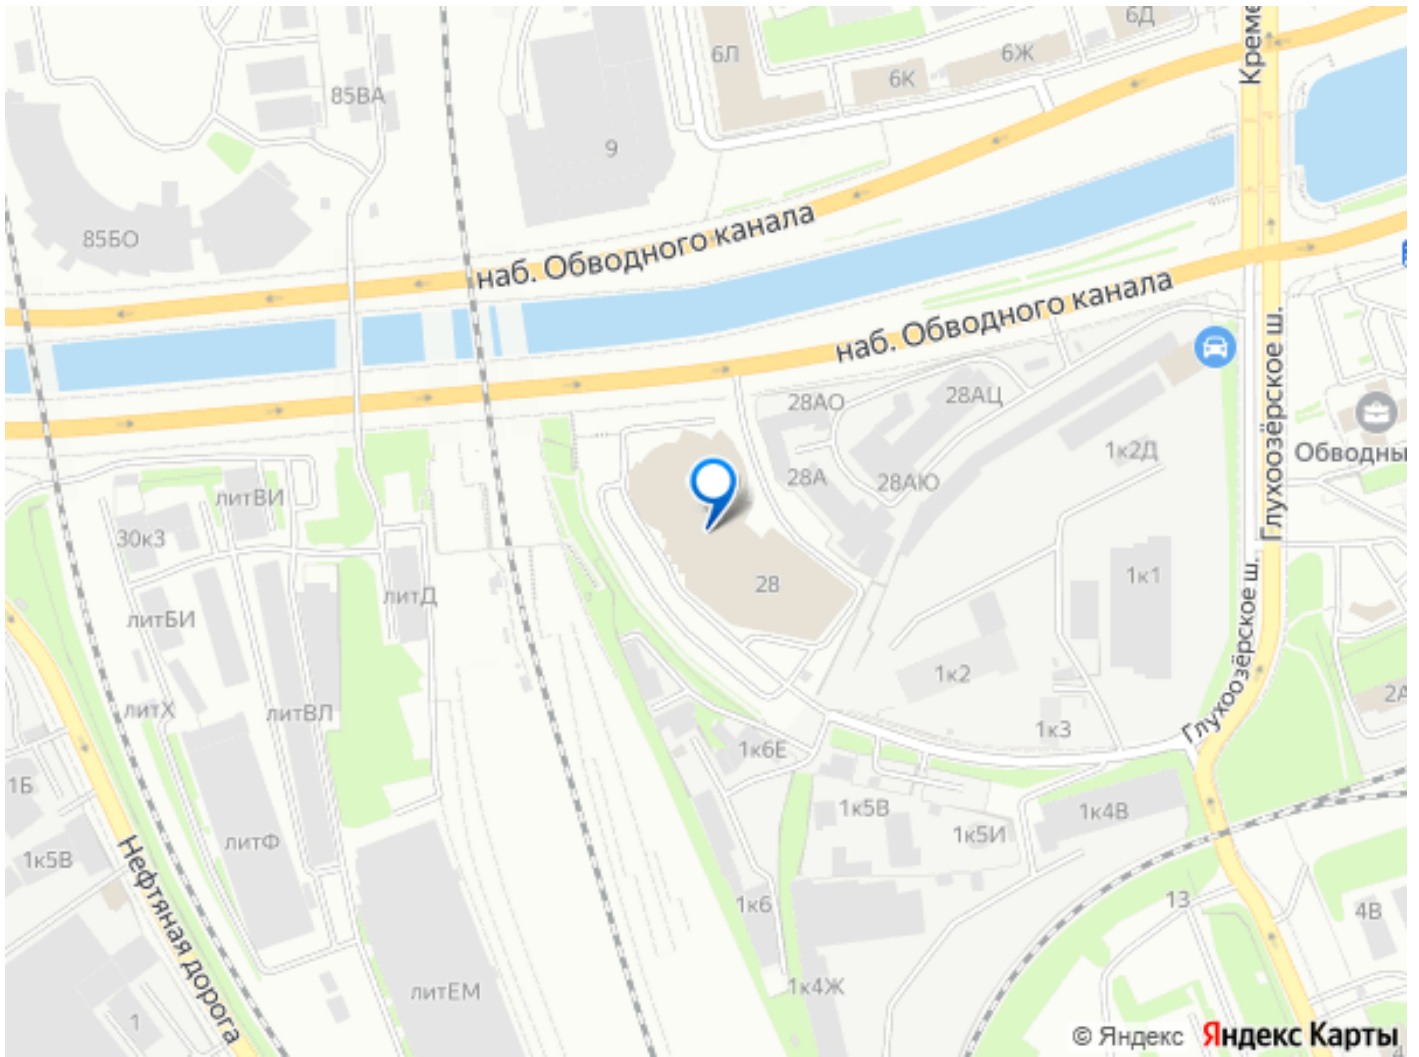 6Д
6Л
6Ж
6К
Креме
85ВА
9
85БО
наб. Обводного канала
наб. Обводного канала
Глухоозёрское ш.
28АО
28АЦ
Обводны
1к2Д
28А
28АЮ
литВИ
30к3
1к1
28
литД
литБИ
Глухоозёрское ш.
1к2
2А
литХ
литВЛ
1к3
1к6Е
1Б
1к5В
1к4В
литФ
1к5И
1к5В
Нефтяная дорога
13
1к6
4В
литЕМ
1к4Ж
1
© Яндекс Яндекс Карты
4